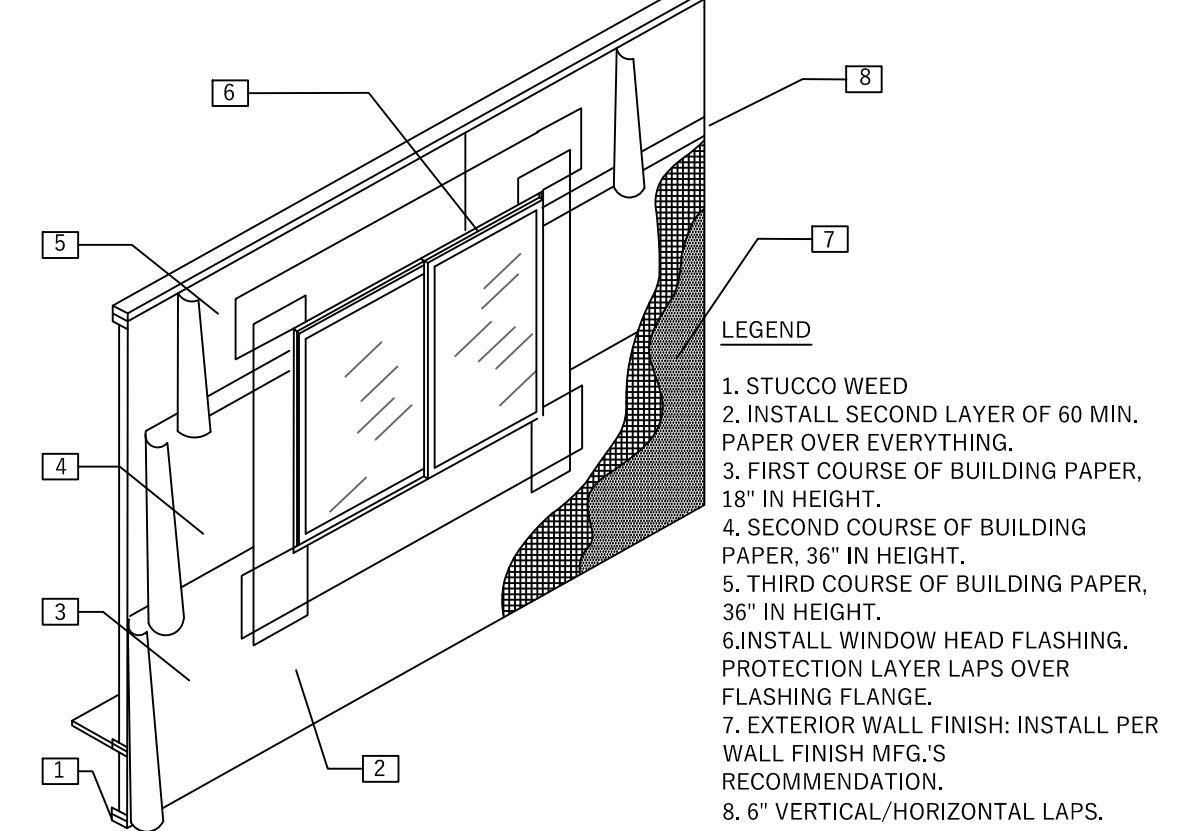 6
8
5
7
4
3
1
2
LEGEND
1. STUCCO WEED
2. INSTALL SECOND LAYER OF 60 MIN.
PAPER OVER EVERYTHING.
3. FIRST COURSE OF BUILDING PAPER,
18" IN HEIGHT.
4. SECOND COURSE OF BUILDING
PAPER, 36" IN HEIGHT.
5. THIRD COURSE OF BUILDING PAPER,
36" IN HEIGHT.
6.INSTALL WINDOW HEAD FLASHING.
PROTECTION LAYER LAPS OVER
FLASHING FLANGE.
7. EXTERIOR WALL FINISH: INSTALL PER
WALL FINISH MFG.'S
RECOMMENDATION.
8. 6" VERTICAL/HORIZONTAL LAPS.